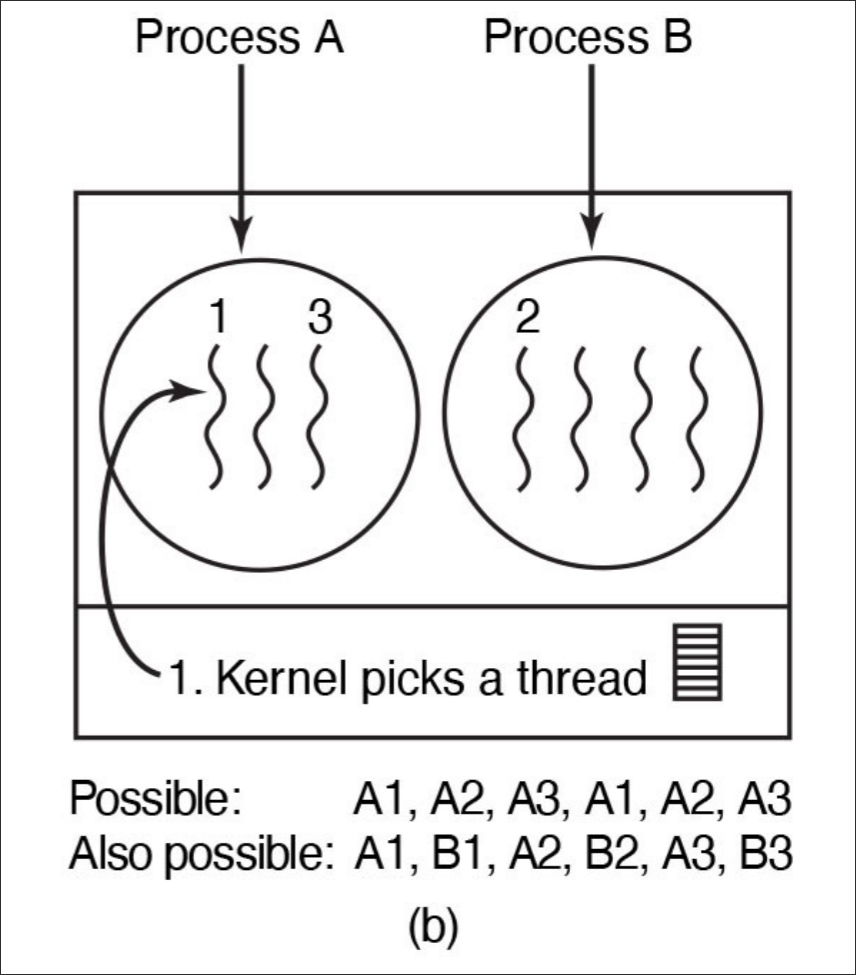 Process A Process B
1 3 2
1. Kernel picks a thread
Possible: A1, A2, A3, A1, A2, A3
Also possible: A1, B1, A2, B2, A3, B3
(b)